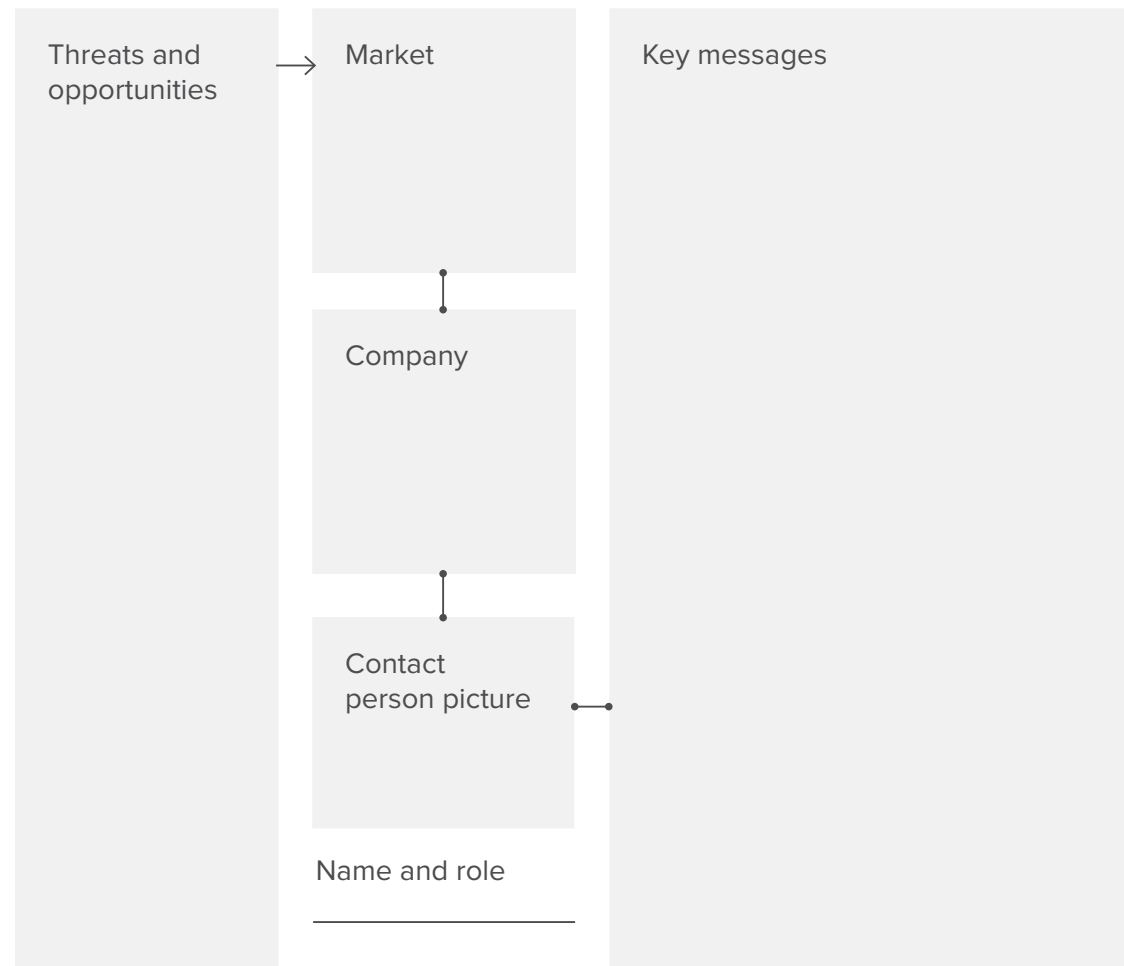 Threats and
opportunities
Market
Company
Contact
person picture
Name and role
Key messages